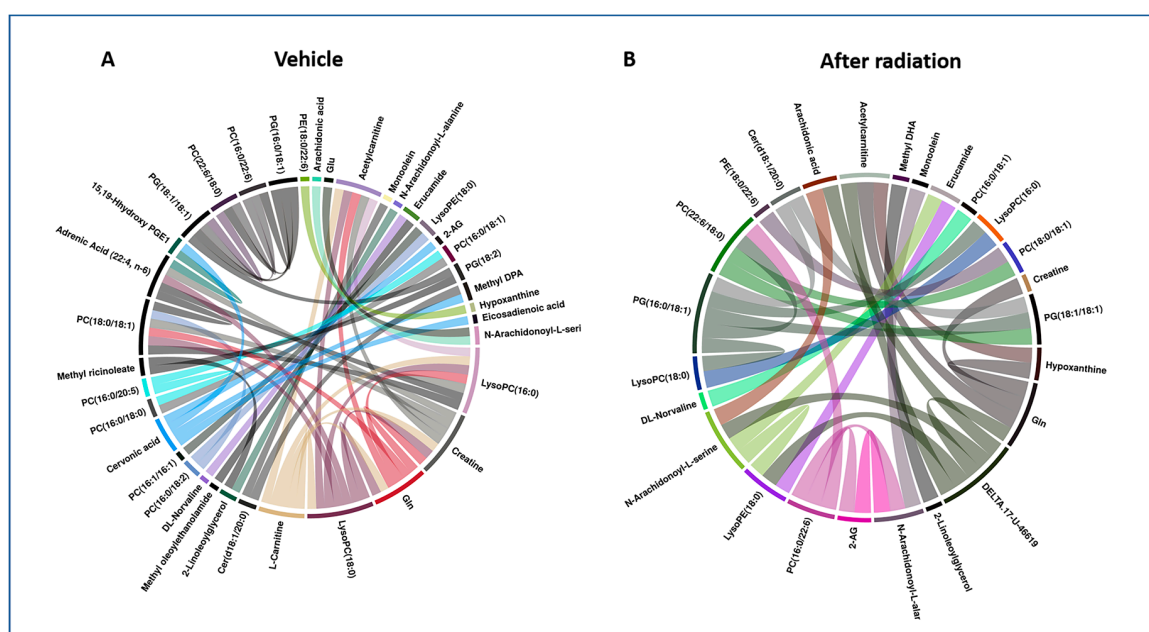 A
Vehicle
PE(18:0/22:6)
Arachidonic acid
Glu
Acetylcarnitine
Monoolein
N-Arachidonoyl-L-alanine
Erucamide
LysoPE(18:0)
2-AG
PC(16:0/18:1)
PG(18:2)
Methyl DPA
Hypoxanthine
Eicosadienoic acid
N-Arachidonoyl-L-seri
LysoPC(16:0)
Creatine
Gln
LysoPC(18:0)
L-Carnitine
Cer(d18:1/20:0)
2-Linoleoylglycerol
Methyl oleoylethanolamide
DL-Norvaline
PC(16:0/18:2)
PC(16:1/16:1)
Cervonic acid
PC(16:0/18:0)
PC(16:0/20:5)
Methyl ricinoleate
PC(18:0/18:1)
Adrenic Acid (22:4, n-6)
15,19-Hhydroxy PGE1
PG(18:1/18:1)
PC(22:6/18:0)
PC(16:0/22:6)
PG(16:0/18:1)
B
After radiation
Acetylcarnitine
Methyl DHA
Monoolein
Erucamide
PC(16:0/18:1)
LysoPC(16:0)
PC(18:0/18:1)
Creatine
PG(18:1/18:1)
Hypoxanthine
Gln
DELTA.17-U-46619
2-Linoleoylglycerol
N-Arachidonoyl-L-alar
2-AG
PC(16:0/22:6)
LysoPE(18:0)
N-Arachidonoyl-L-serine
DL-Norvaline
LysoPC(18:0)
PG(16:0/18:1)
PC(22:6/18:0)
PE(18:0/22:6)
Cer(d18:1/20:0)
Arachidonic acid